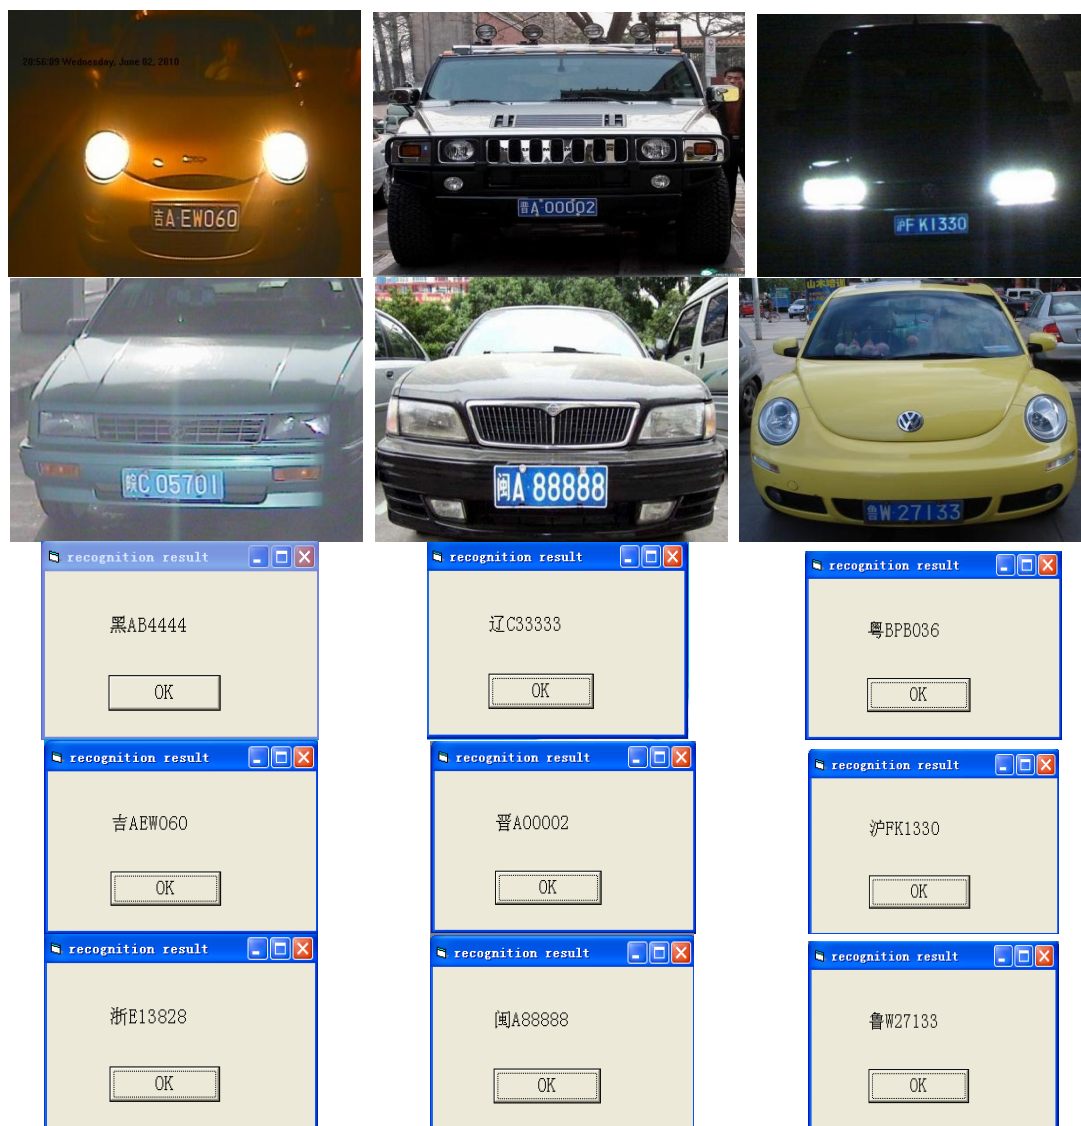 20:56:09 Wednesday, June 02, 2010
吉A EW060
晋A 00002
沪F K1330
皖C 05701
闽A 88888
山木培训
鲁W 27133
recognition result
recognition result
recognition result
黑AB4444
辽C33333
粤BPB036
OK
OK
OK
recognition result
recognition result
recognition result
吉AEW060
晋A00002
沪FK1330
OK
OK
OK
recognition result
recognition result
recognition result
浙E13828
闽A88888
鲁W27133
OK
OK
OK